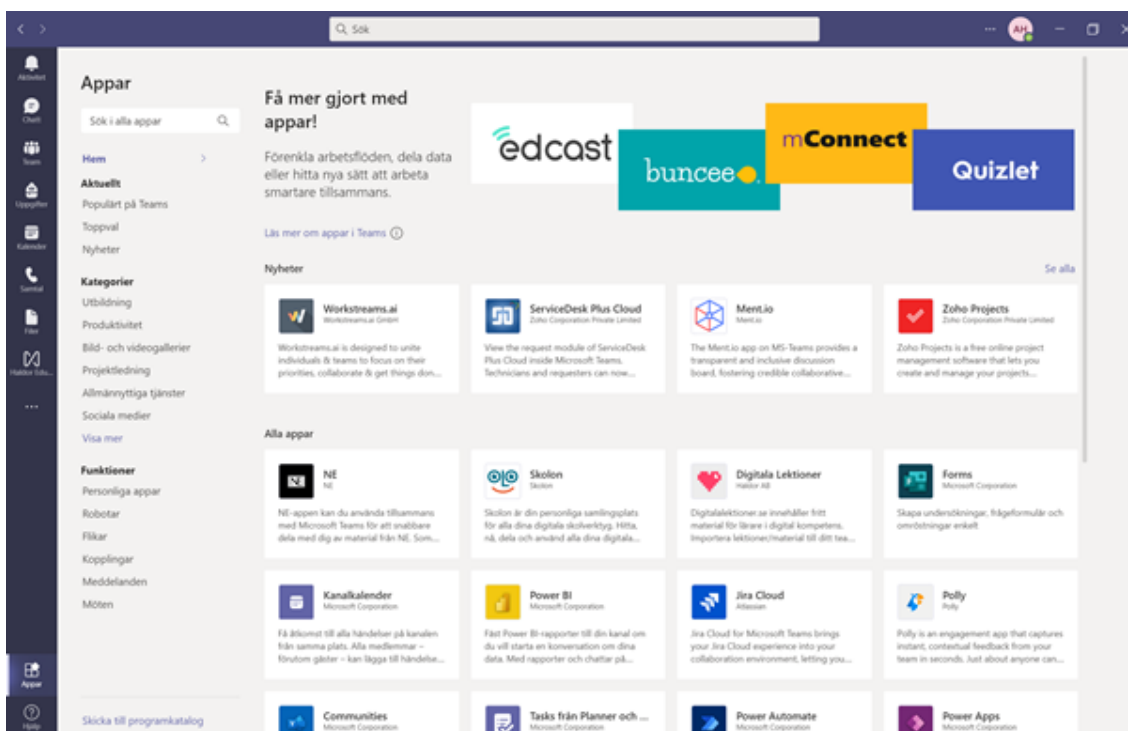 Sök
AH
Aktivitet
Chatt
Team
Uppgifter
Kalender
Samtal
Filer
Haldor Edu...
...
Appar
Hjälp
Appar
Sök i alla appar
Hem
Aktuellt
Populärt på Teams
Toppval
Nyheter
Kategorier
Utbildning
Produktivitet
Bild- och videogallerier
Projektledning
Allmännyttiga tjänster
Sociala medier
Visa mer
Funktioner
Personliga appar
Robotar
Flikar
Kopplingar
Meddelanden
Möten
Skicka till programkatalog
Få mer gjort med
appar!
Förenkla arbetsflöden, dela data
eller hitta nya sätt att arbeta
smartare tillsammans.
Läs mer om appar i Teams
edcast
buncee
mConnect
Quizlet
Nyheter
Se alla
Workstreams.ai
Workstreams.ai GmbH
Workstreams.ai is designed to unite
individuals & teams to focus on their
priorities, collaborate & get things don...
ServiceDesk Plus Cloud
Zoho Corporation Private Limited
View the request module of ServiceDesk
Plus Cloud inside Microsoft Teams.
Technicians and requesters can now...
Ment.io
Ment.io
The Ment.io app on MS-Teams provides a
transparent and inclusive discussion
board, fostering credible collaborative...
Zoho Projects
Zoho Corporation Private Limited
Zoho Projects is a free online project
management software that lets you
create and manage your projects...
Alla appar
NE
NE
NE
NE-appen kan du använda tillsammans
med Microsoft Teams för att snabbare
dela med dig av material från NE. Som...
Skolon
Skolon
Skolon är din personliga samlingsplats
för alla dina digitala skolverktyg. Hitta,
nå, dela och använd alla dina digitala...
Digitala Lektioner
Haldor AB
Digitalalektioner.se innehåller fritt
material för lärare i digital kompetens.
Importera lektioner/material till ditt tea...
Forms
Microsoft Corporation
Skapa undersökningar, frågeformulär och
omröstningar enkelt
Kanalkalender
Microsoft Corporation
Få åtkomst till alla händelser på kanalen
från samma plats. Alla medlemmar –
förutom gäster – kan lägga till händelse...
Power BI
Microsoft Corporation
Fäst Power BI-rapporter till din kanal om
du vill starta en konversation om dina
data. Med rapporter och chattar på...
Jira Cloud
Atlassian
Jira Cloud for Microsoft Teams brings
your Jira Cloud experience into your
collaboration environment, letting you...
Polly
Polly
Polly is an engagement app that captures
instant, contextual feedback from your
team in seconds. Just about anyone can...
Communities
Microsoft Corporation
Tasks från Planner och ...
Microsoft Corporation
Power Automate
Microsoft Corporation
Power Apps
Microsoft Corporation